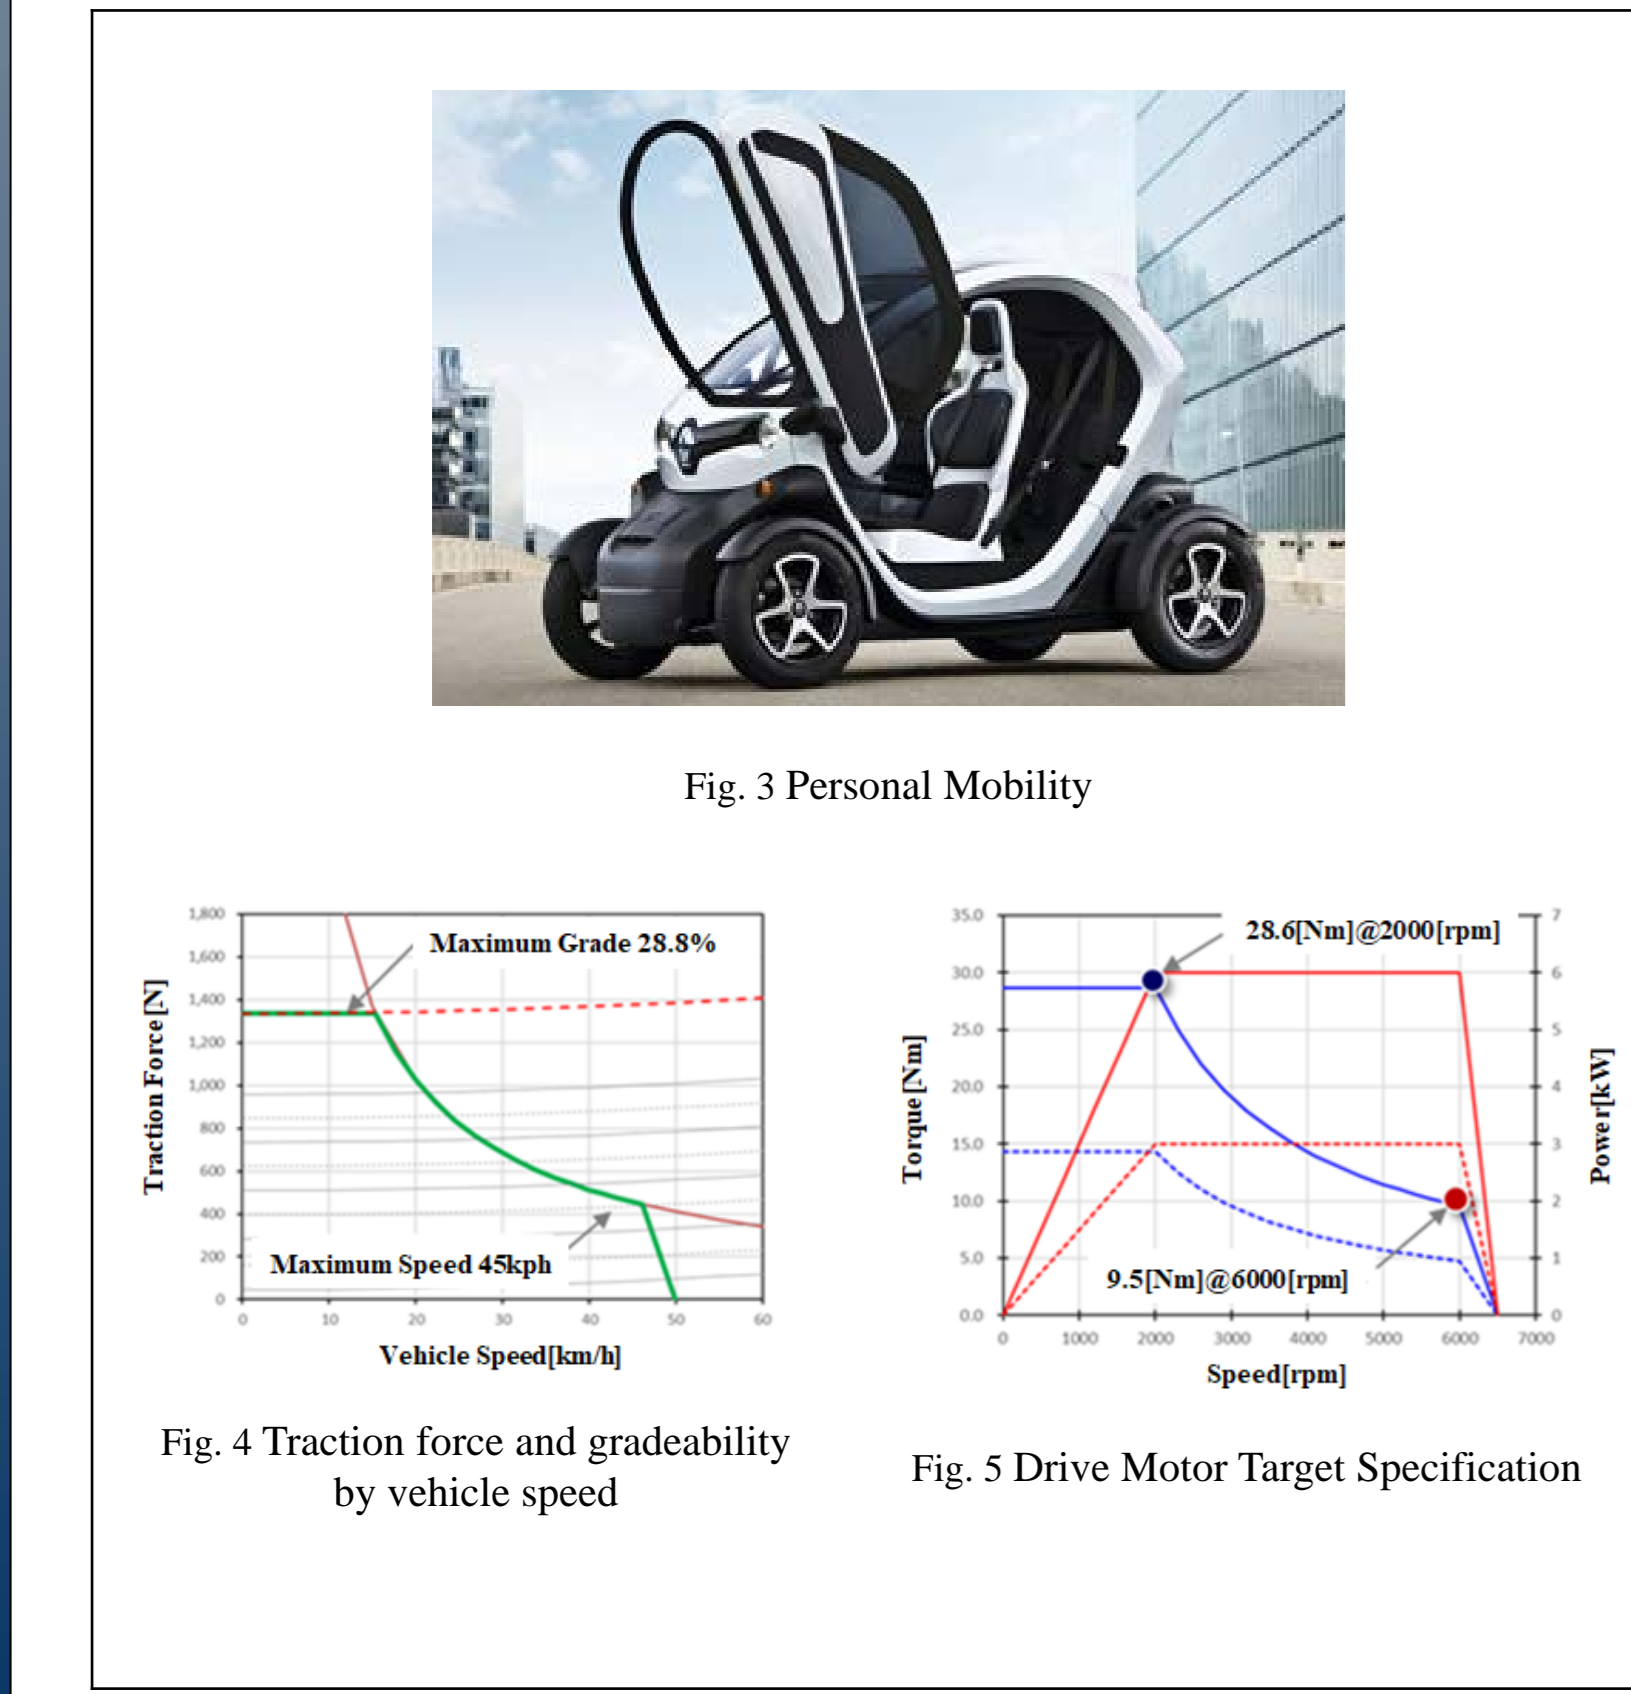 Fig. 3 Personal Mobility
1,800
1,600
1,400
1,200
1,000
800
600
400
200
0
Traction Force[N]
Maximum Grade 28.8%
Maximum Speed 45kph
0 10 20 30 40 50 60
Vehicle Speed[km/h]
Fig. 4 Traction force and gradeability
by vehicle speed
35.0
30.0
25.0
20.0
15.0
10.0
5.0
0.0
Torque[Nm]
28.6[Nm]@2000[rpm]
9.5[Nm]@6000[rpm]
7
6
5
4
3
2
1
0
Power[kW]
0 1000 2000 3000 4000 5000 6000 7000
Speed[rpm]
Fig. 5 Drive Motor Target Specification